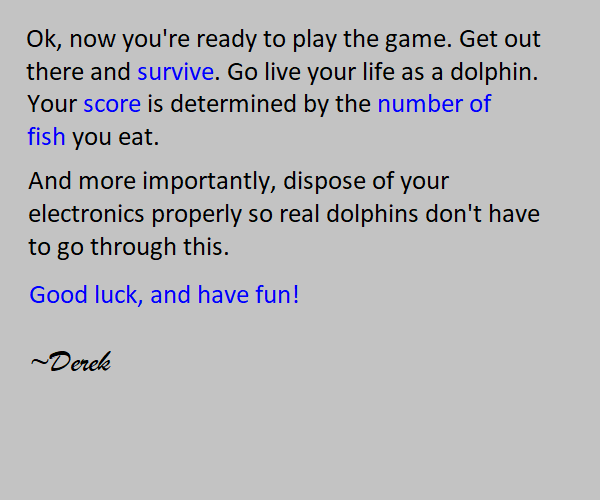 Ok, now you're ready to play the game. Get out
there and survive. Go live your life as a dolphin.
Your score is determined by the number of
fish you eat.
And more importantly, dispose of your
electronics properly so real dolphins don't have
to go through this.
Good luck, and have fun!
~Derek